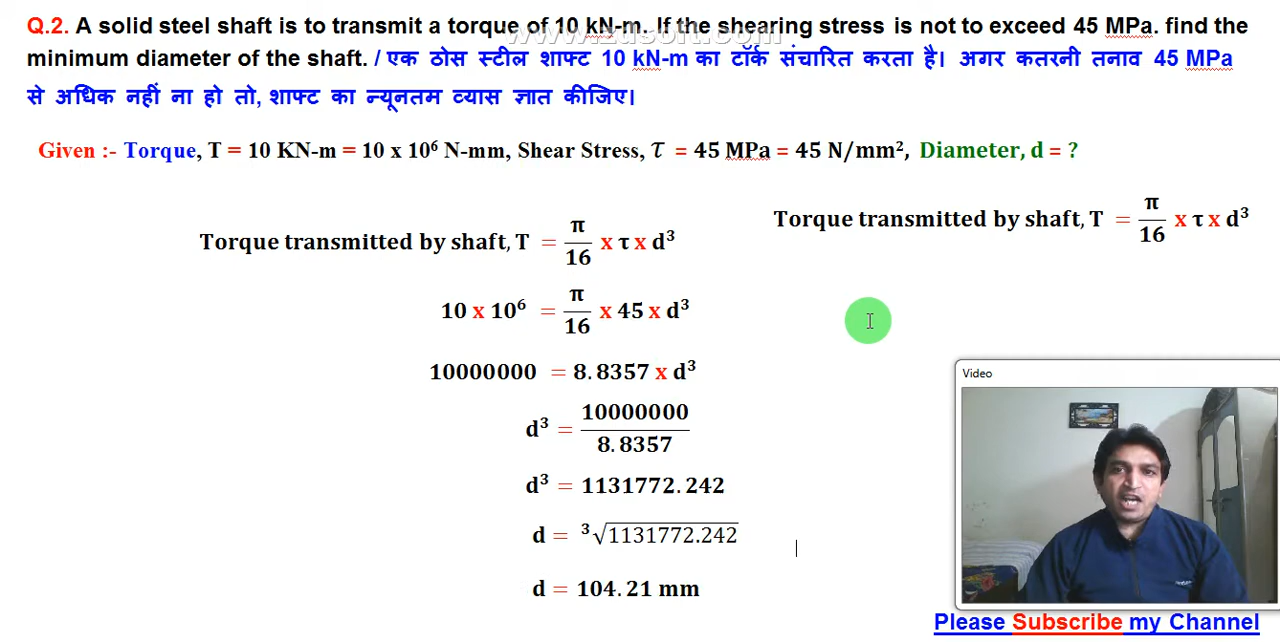 Q.2. A solid steel shaft is to transmit a torque of 10 kN-m. If the shearing stress is not to exceed 45 MPa. find the
minimum diameter of the shaft. / एक ठोस स्टील शाफ्ट 10 kN-m का टॉर्क संचारित करता है। अगर कतरनी तनाव 45 MPa
से अधिक नहीं ना हो तो, शाफ्ट का न्यूनतम व्यास ज्ञात कीजिए।
Given :- Torque, T = 10 KN-m = 10 x 10⁶ N-mm, Shear Stress, τ = 45 MPa = 45 N/mm², Diameter, d = ?
Torque transmitted by shaft, T = π/16 x τ x d³
10 x 10⁶ = π/16 x 45 x d³
10000000 = 8.8357 x d³
d³ = 10000000/8.8357
d³ = 1131772.242
d = ³√1131772.242
d = 104.21 mm
Torque transmitted by shaft, T = π/16 x τ x d³
Video
Please Subscribe my Channel